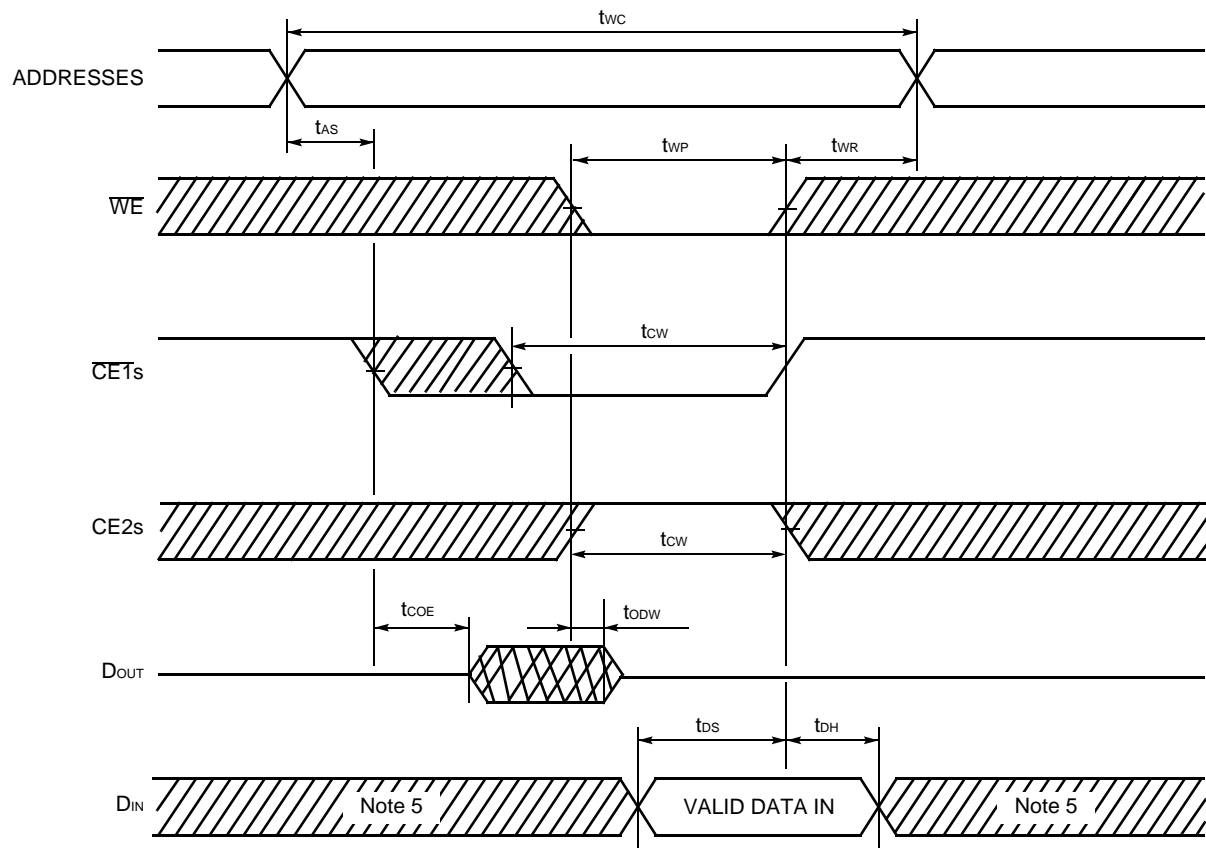 tWC
ADDRESSES
tAS
tWP
tWR
WE
tCW
CE1s
CE2s
tCW
tCOE
tODW
DOUT
tDS
tDH
DIN
Note 5
VALID DATA IN
Note 5